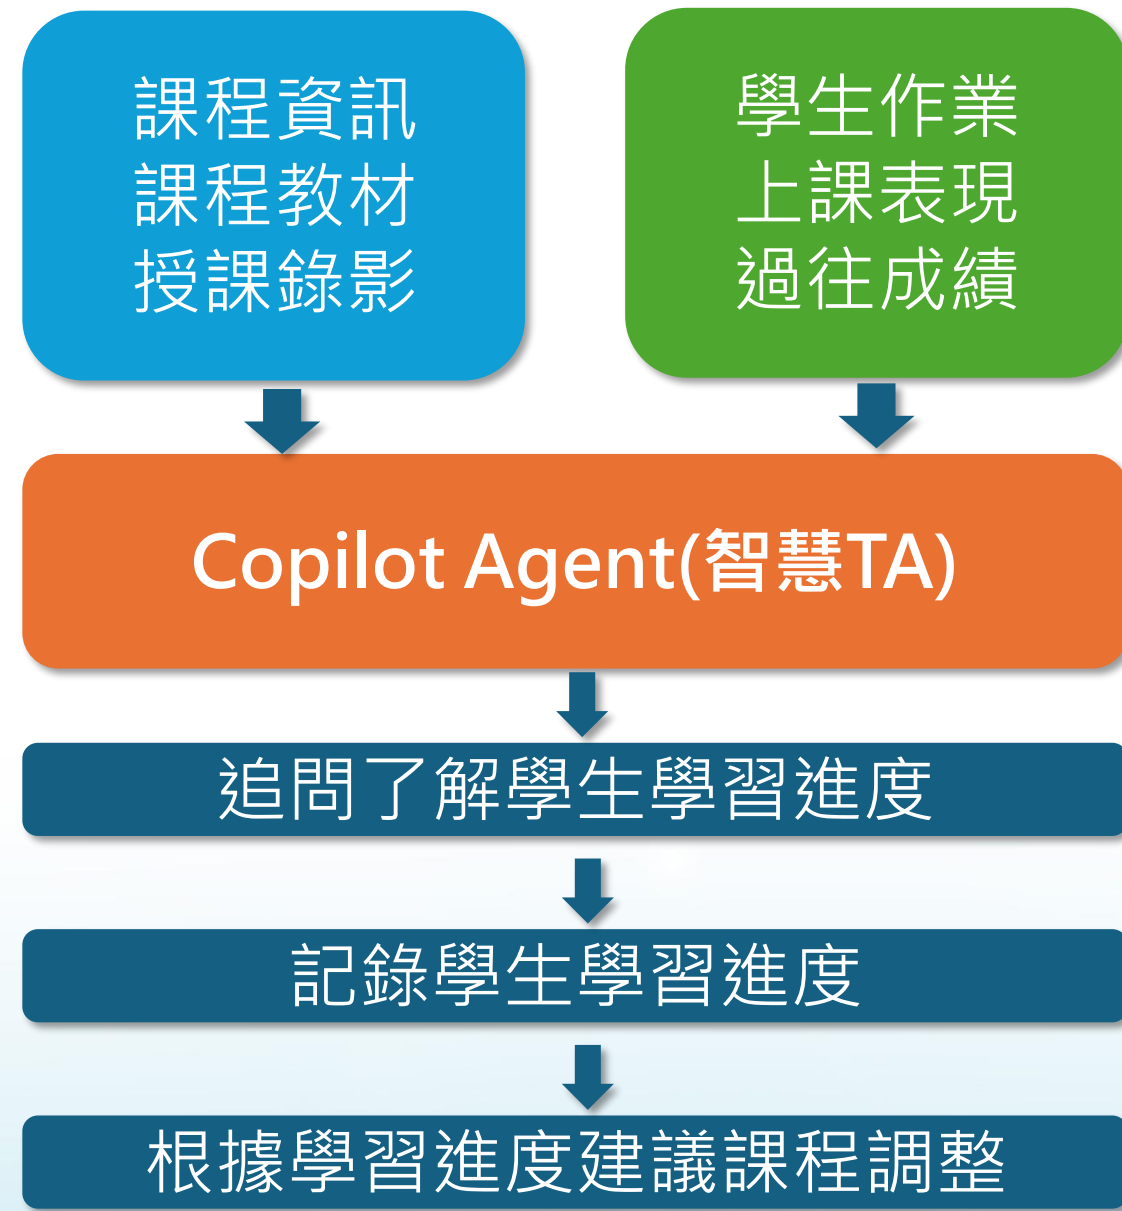 課程資訊
課程教材
授課錄影
學生作業
上課表現
過往成績
Copilot Agent(智慧TA)
追問了解學生學習進度
記錄學生學習進度
根據學習進度建議課程調整